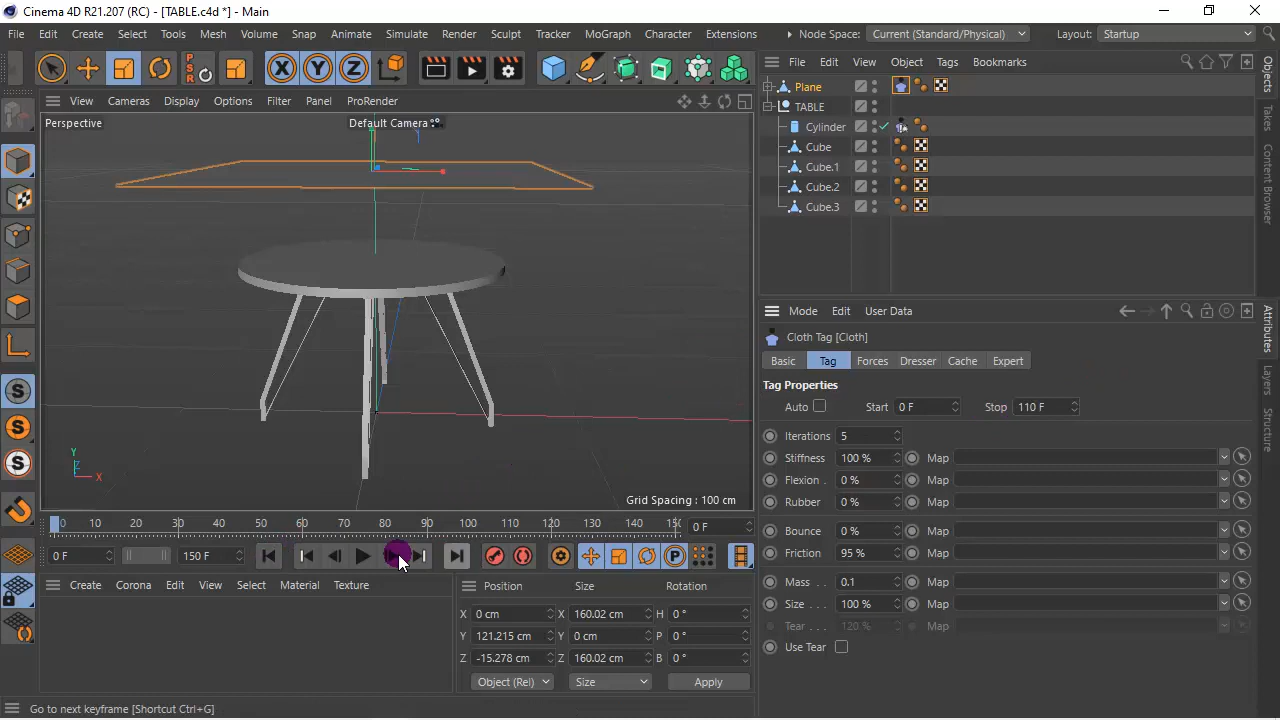 Cinema 4D R21.207 (RC) - [TABLE.c4d *] - Main
File Edit Create Select Tools Mesh Volume Snap Animate Simulate Render Sculpt Tracker MoGraph Character Extensions Node Space: Current (Standard/Physical) Layout: Startup
PSR X Y Z
File Edit View Object Tags Bookmarks
View Cameras Display Options Filter Panel ProRender
Perspective
Default Camera
Plane
TABLE
Cylinder
Cube
Cube.1
Cube.2
Cube.3
Objects
Takes
Content Browser
Mode Edit User Data
Cloth Tag [Cloth]
Basic Tag Forces Dresser Cache Expert
Tag Properties
Auto Start 0 F Stop 110 F
Iterations 5
Stiffness 100 % Map
Flexion . 0 % Map
Rubber . 0 % Map
Bounce . 0 % Map
Friction . 95 % Map
Mass . . 0.1 Map
Size . . . 100 % Map
Tear . . . 120 % Map
Use Tear
Attributes
Layers
Structure
Y
Z
X
Grid Spacing : 100 cm
0 10 20 30 40 50 60 70 80 90 100 110 120 130 140 0 F
0 F 150 F
P
Create Corona Edit View Select Material Texture
Position Size Rotation
X 0 cm X 160.02 cm H 0 °
Y 121.215 cm Y 0 cm P 0 °
Z -15.278 cm Z 160.02 cm B 0 °
Object (Rel) Size Apply
Go to next keyframe [Shortcut Ctrl+G]